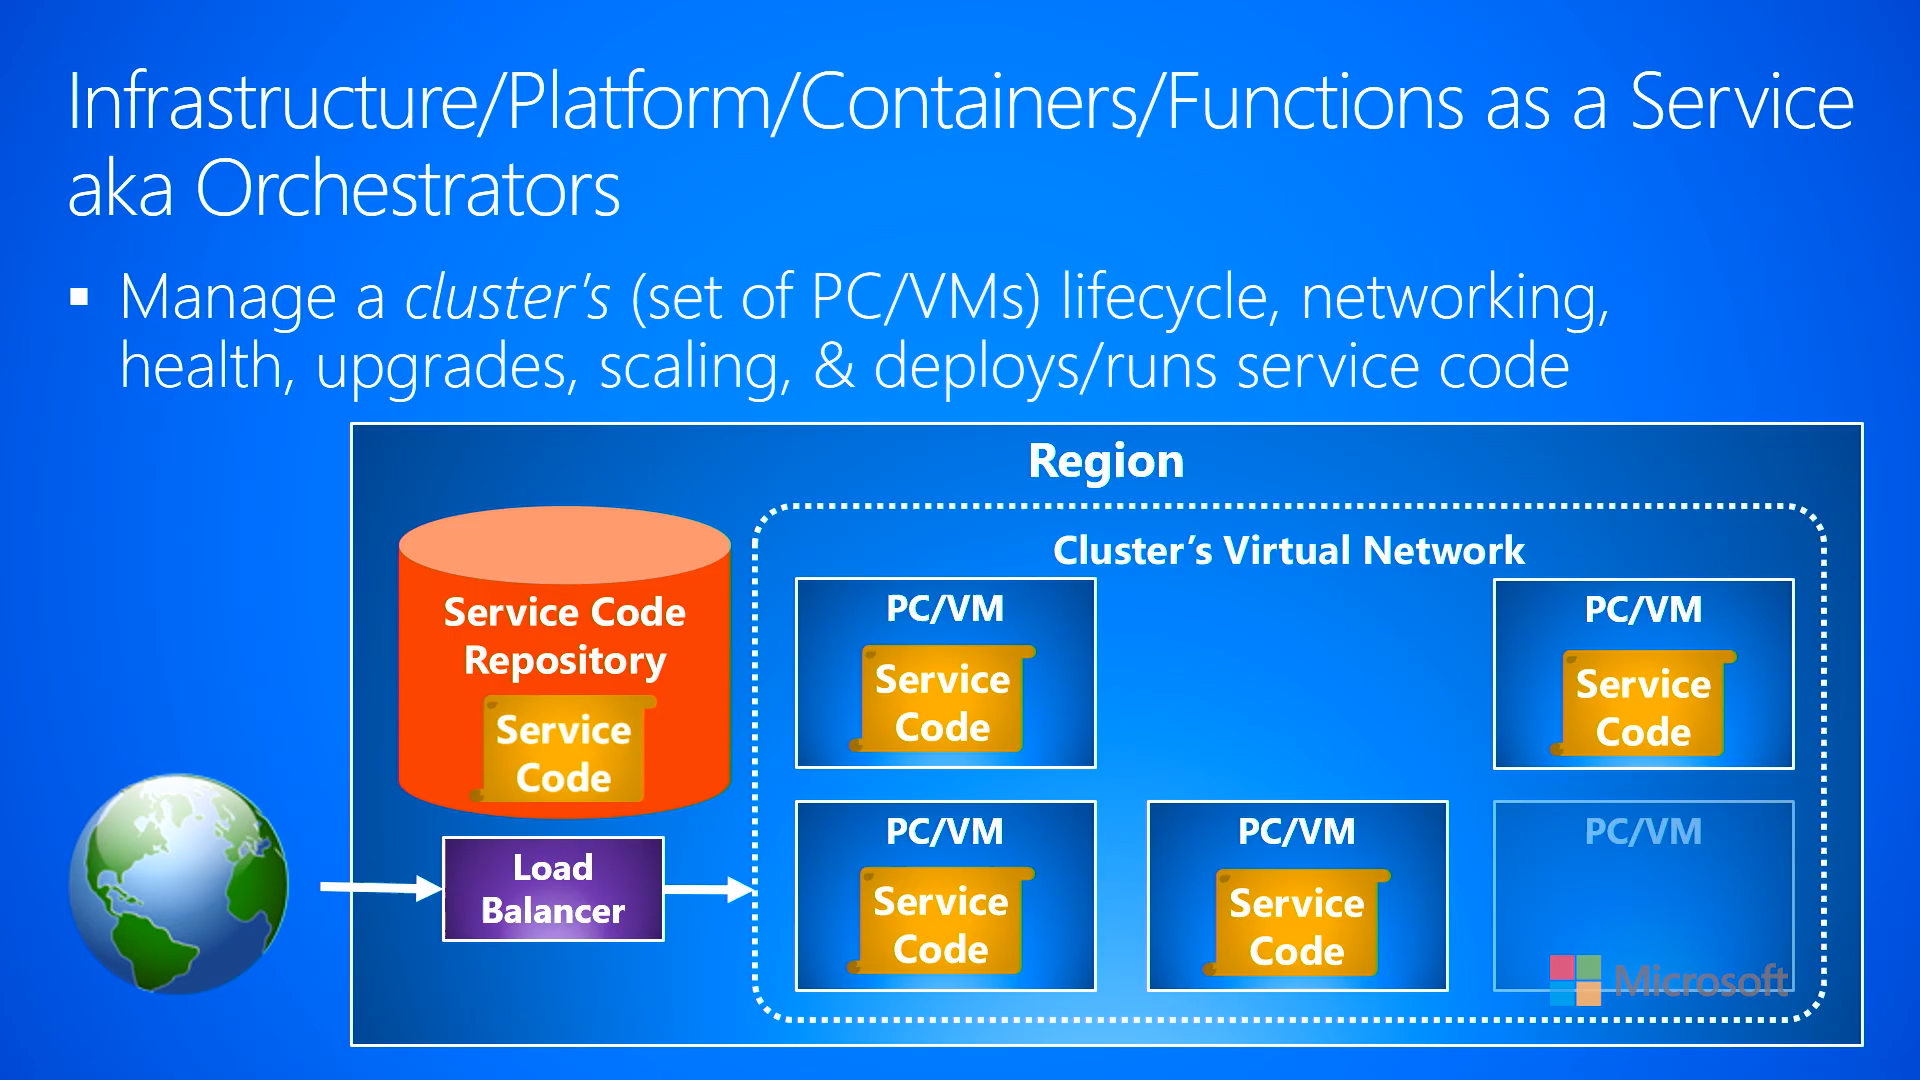 Infrastructure/Platform/Containers/Functions as a Service
aka Orchestrators
▪ Manage a cluster's (set of PC/VMs) lifecycle, networking,
health, upgrades, scaling, & deploys/runs service code
Region
Service Code
Repository
Service
Code
Load
Balancer
Cluster's Virtual Network
PC/VM
Service
Code
PC/VM
Service
Code
PC/VM
Service
Code
PC/VM
Service
Code
PC/VM
Microsoft